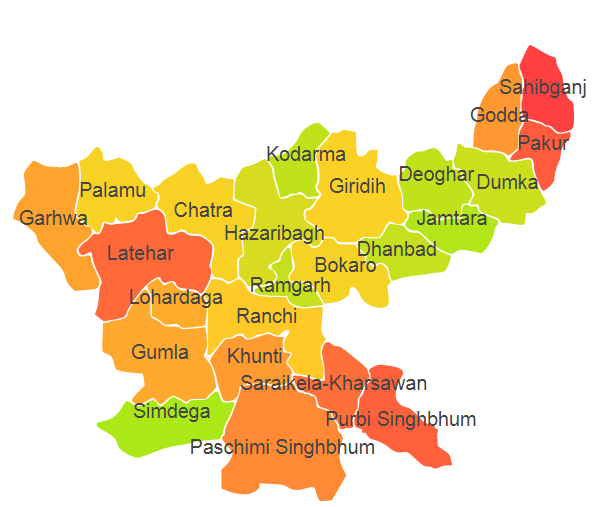 Sahibganj
Godda
Pakur
Kodarma
Deoghar
Giridih
Dumka
Palamu
Chatra
Garhwa
Jamtara
Hazaribagh
Dhanbad
Latehar
Bokaro
Ramgarh
Lohardaga
Ranchi
Gumla
Khunti
Saraikela-Kharsawan
Simdega
Purbi Singhbhum
Paschimi Singhbhum